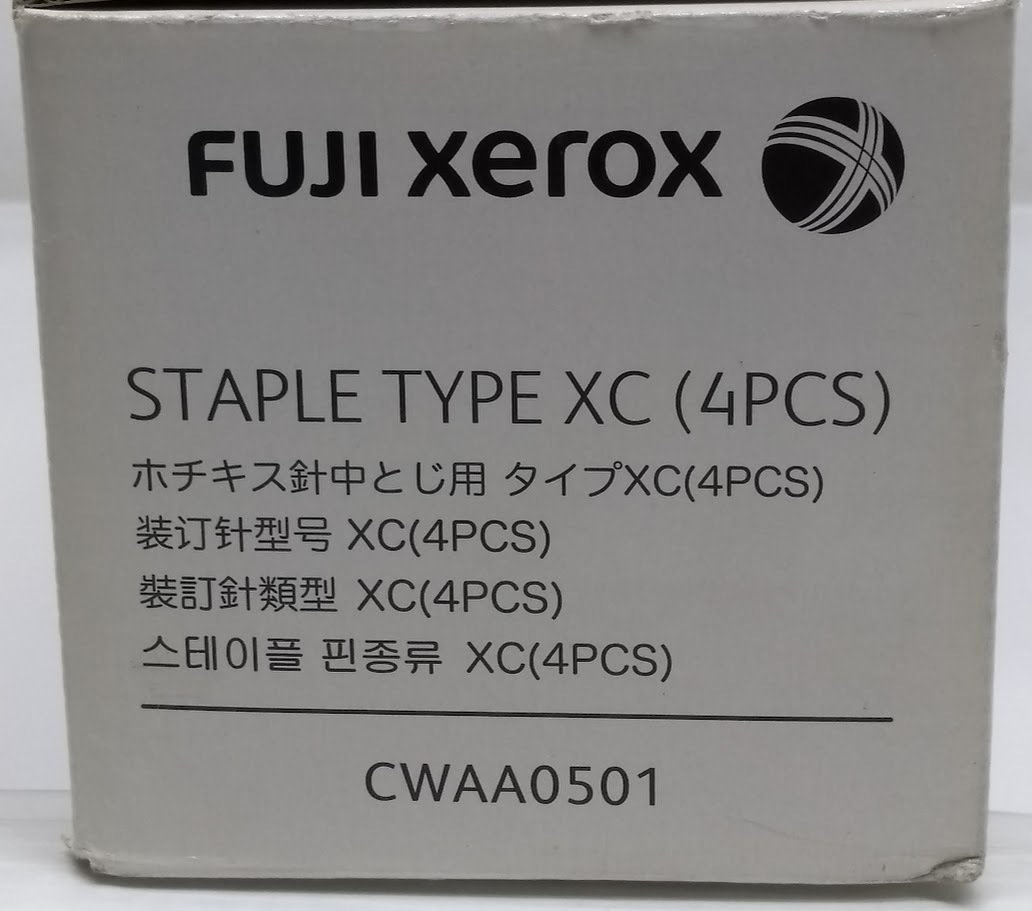 FUJI xerox
STAPLE TYPE XC (4PCS)
ホチキス針中とじ用 タイプXC(4PCS)
装订针型号 XC(4PCS)
裝訂針類型 XC(4PCS)
스테이플 핀종류 XC(4PCS)
CWAA0501